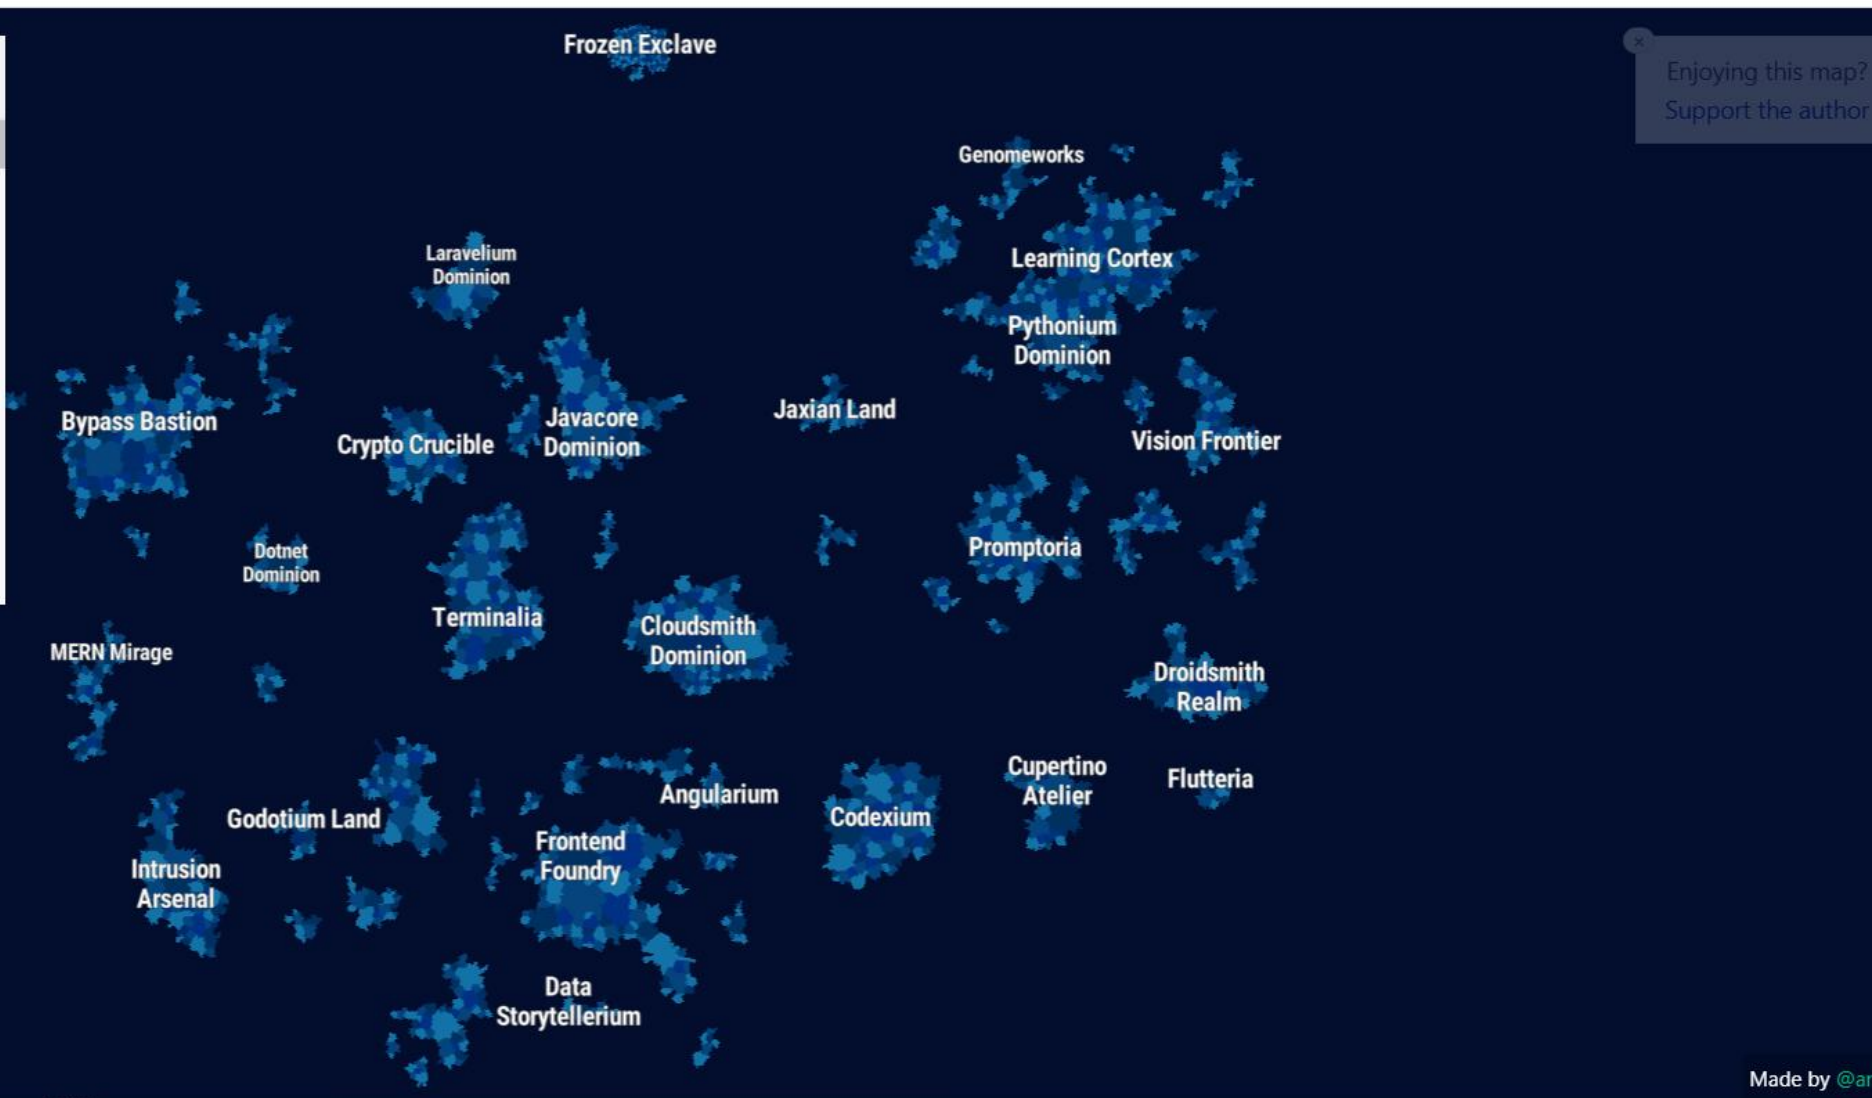 Frozen Exclave
Enjoying this map?
Support the author
Genomeworks
Laravelium
Dominion
Learning Cortex
Pythonium
Dominion
Bypass Bastion
Crypto Crucible
Javacore
Dominion
Jaxian Land
Vision Frontier
Dotnet
Dominion
Promptoria
Terminalia
Cloudsmith
Dominion
MERN Mirage
Droidsmith
Realm
Cupertino
Atelier
Flutteria
Angularium
Godotium Land
Codexium
Frontend
Foundry
Intrusion
Arsenal
Data
Storytellerium
Made by